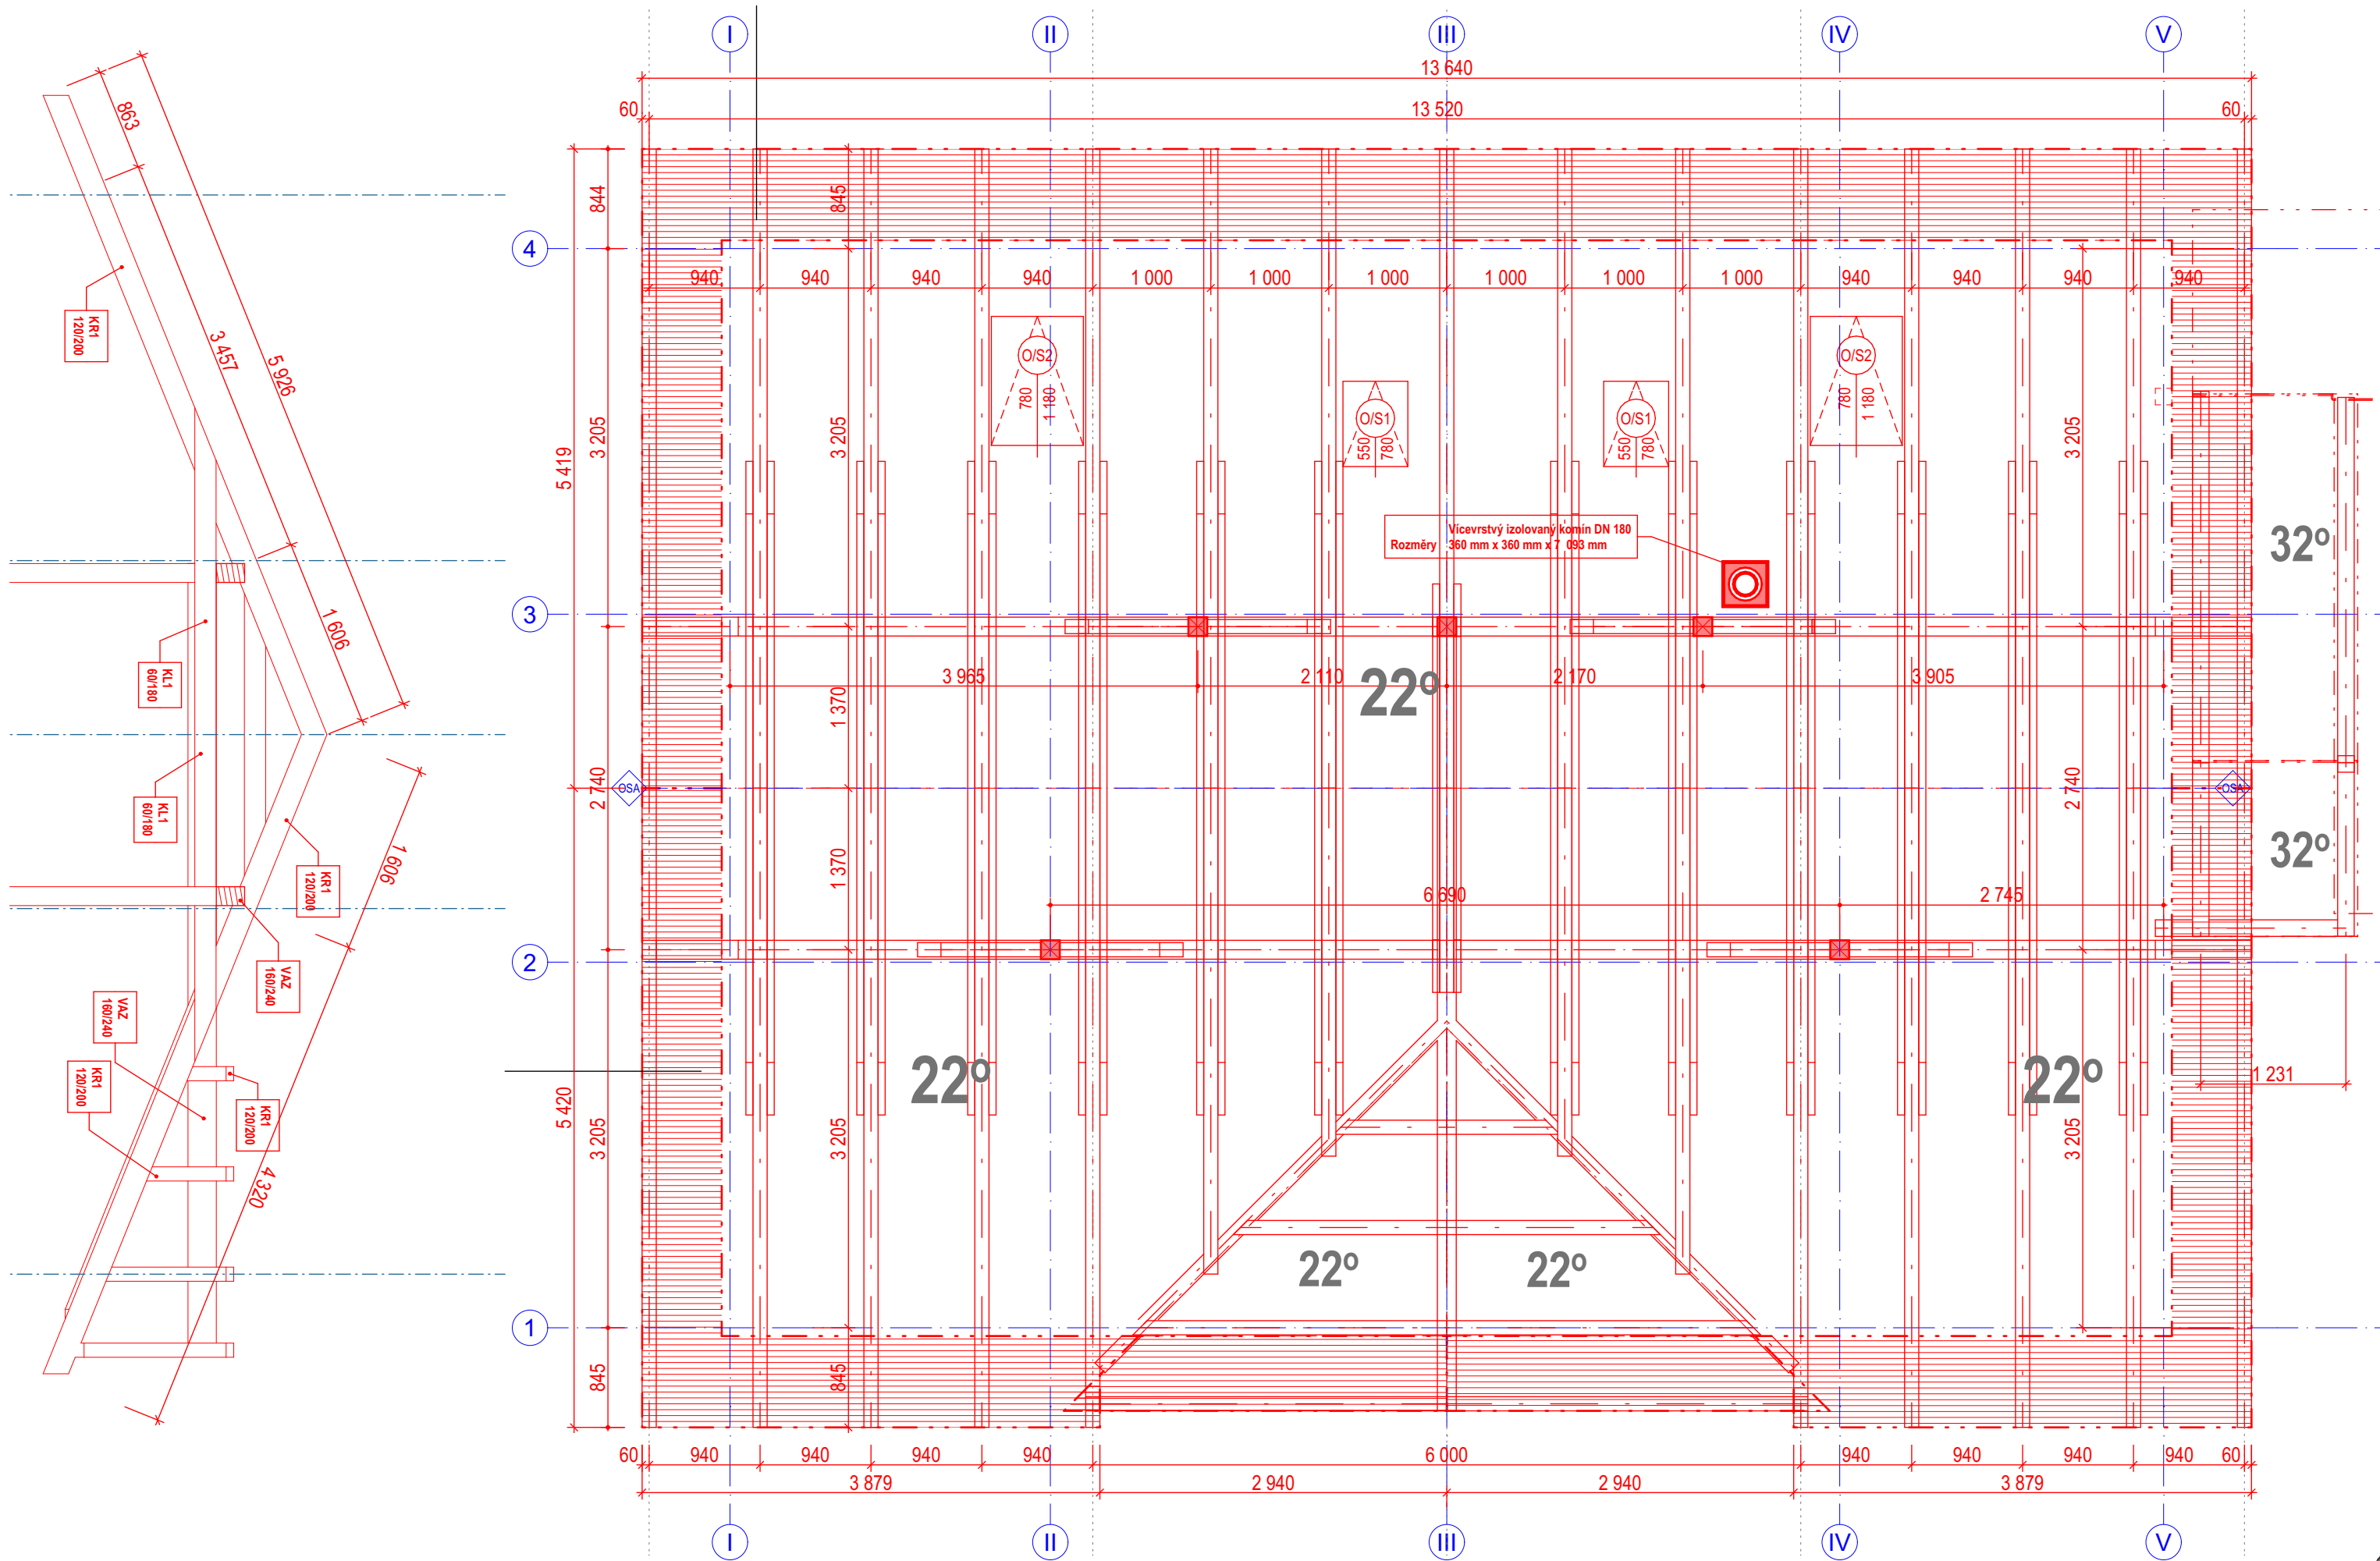 I
II
III
IV
V
13 640
60
13 520
60
844
845
4
940
940
940
940
1 000
1 000
1 000
1 000
1 000
1 000
940
940
940
940
863
3 457
5 926
1 606
KR1
120/200
KL1
60/180
KL1
60/180
KR1
120/200
1 606
VAZ
160/240
VAZ
160/240
KR1
120/200
KR1
120/200
4 320
O/S2
780
1 180
O/S1
550
780
O/S1
550
780
O/S2
780
1 180
5 419
3 205
3 205
3 205
Vícevrstvý izolovaný komín DN 180
Rozměry 360 mm x 360 mm x 7 093 mm
32º
3
3 965
2 110
2 170
3 905
22º
1 370
OSA
2 740
2 740
OSA
1 370
32º
6 690
2 745
2
22º
22º
1 231
5 420
3 205
3 205
3 205
22º
22º
1
845
845
60
940
940
940
940
6 000
940
940
940
940
60
3 879
2 940
2 940
3 879
I
II
III
IV
V